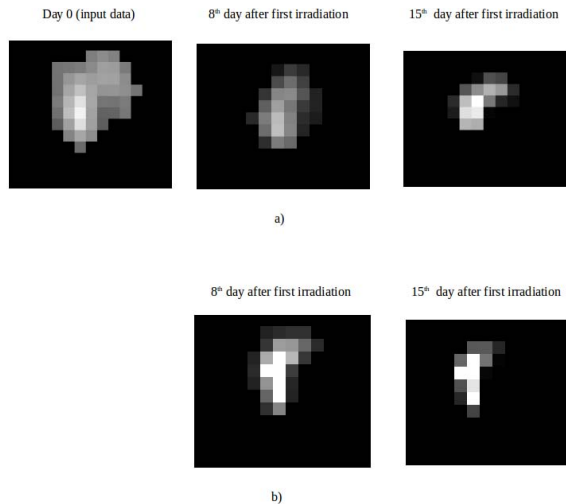 Day 0 (input data) 8th day after first irradiation 15th day after first irradiation
a)
8th day after first irradiation 15th day after first irradiation
b)